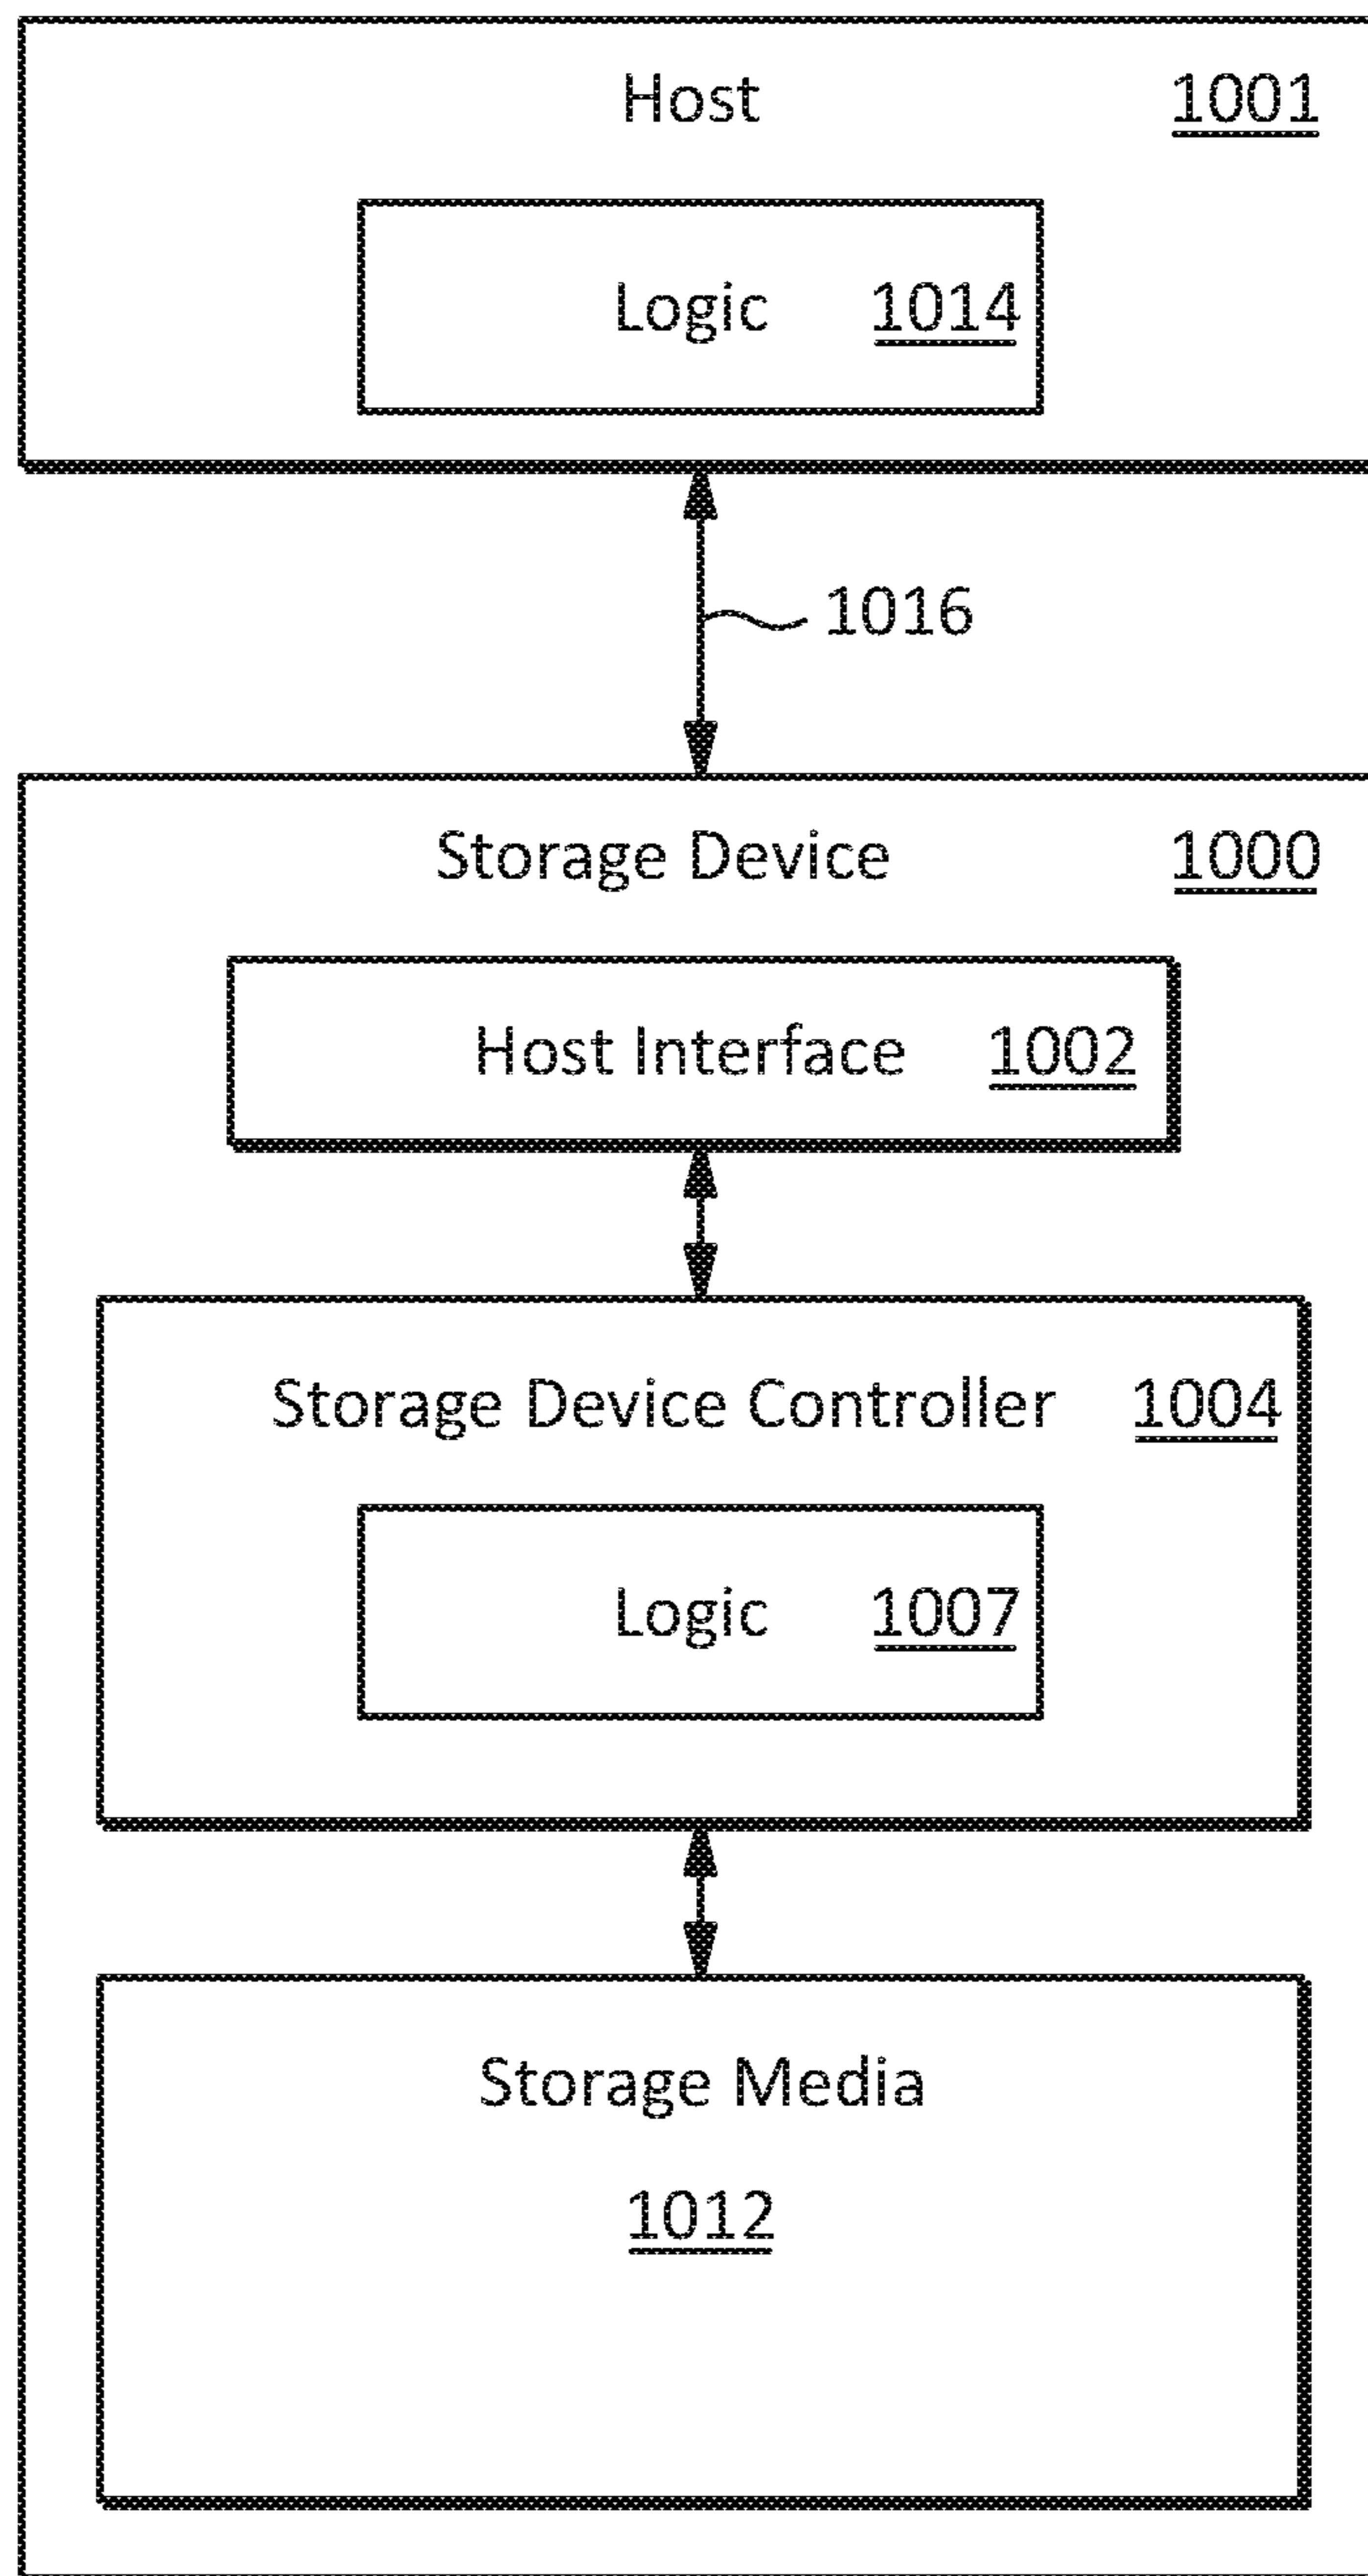 Host 1001
Logic 1014
1016
Storage Device 1000
Host Interface 1002
Storage Device Controller 1004
Logic 1007
Storage Media
1012